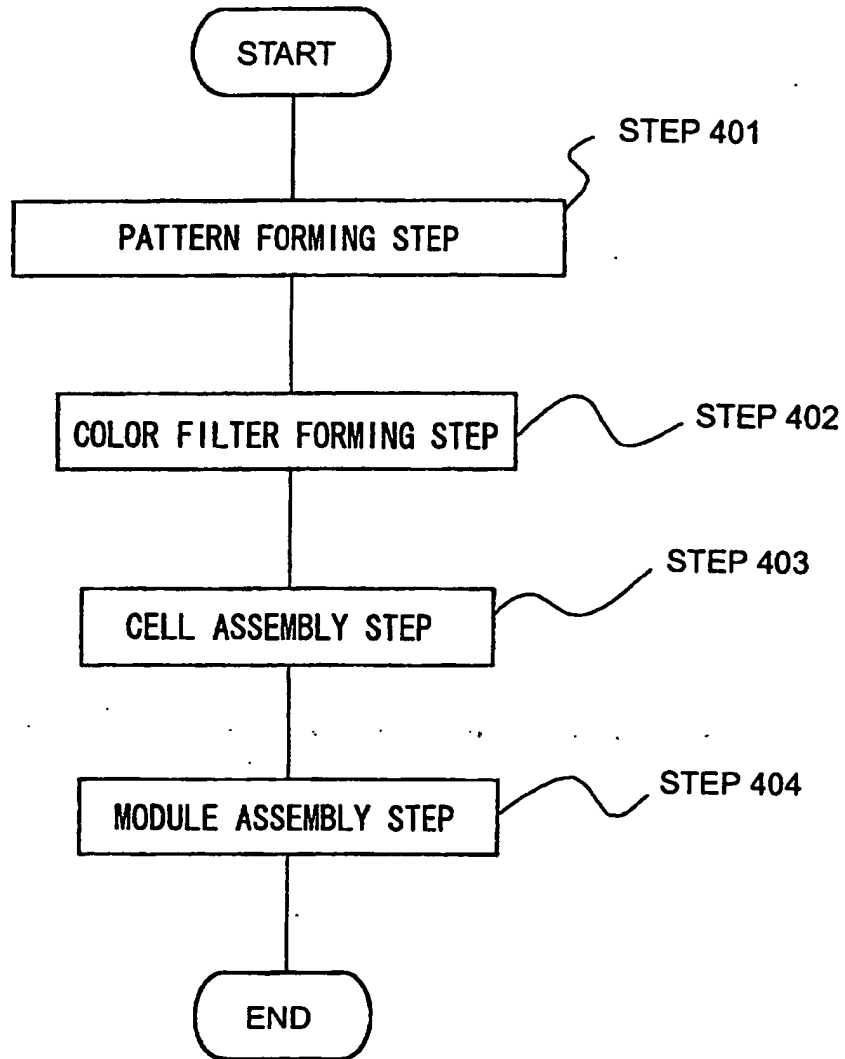 START
STEP 401
PATTERN FORMING STEP
COLOR FILTER FORMING STEP
STEP 402
STEP 403
CELL ASSEMBLY STEP
STEP 404
MODULE ASSEMBLY STEP
END